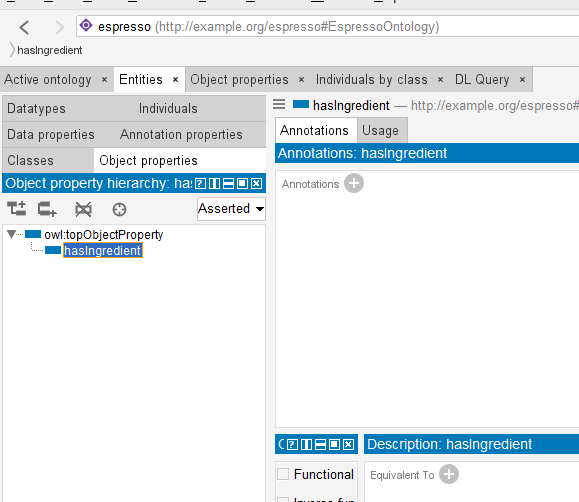 espresso (http://example.org/espresso#EspressoOntology)
hasIngredient
Active ontology × Entities × Object properties × Individuals by class × DL Query ×
Datatypes Individuals
Data properties Annotation properties
Classes Object properties
Object property hierarchy: has
Asserted
owl:topObjectProperty
hasIngredient
hasIngredient — http://example.org/espresso#
Annotations Usage
Annotations: hasIngredient
Annotations
Description: hasIngredient
Functional
Equivalent To